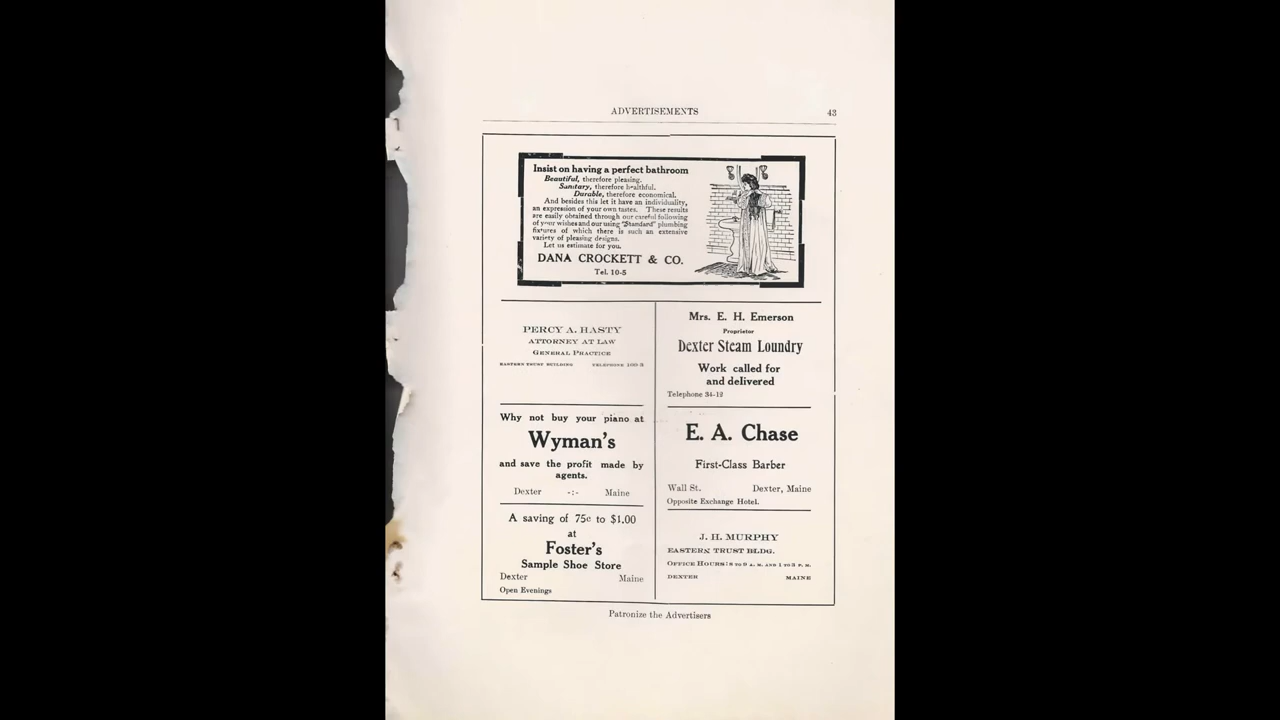 ADVERTISEMENTS 43
Insist on having a perfect bathroom
Beautiful, therefore pleasing.
Sanitary, therefore healthful.
Durable, therefore economical.
And besides this let it have an individuality,
an expression of your own tastes. These results
are easily obtained through our careful following
of your wishes and our using "Standard" plumbing
fixtures of which there is such an extensive
variety of pleasing designs.
Let us estimate for you.
DANA CROCKETT & CO.
Tel. 10-5
PERCY A. HASTY
ATTORNEY AT LAW
GENERAL PRACTICE
EASTERN TRUST BUILDING TELEPHONE 100-3
Why not buy your piano at
Wyman's
and save the profit made by
agents.
Dexter -:- Maine
A saving of 75c to $1.00
at
Foster's
Sample Shoe Store
Dexter Maine
Open Evenings
Mrs. E. H. Emerson
Proprietor
Dexter Steam Loundry
Work called for
and delivered
Telephone 34-12
E. A. Chase
First-Class Barber
Wall St. Dexter, Maine
Opposite Exchange Hotel.
J. H. MURPHY
EASTERN TRUST BLDG.
OFFICE HOURS: 8 TO 9 A. M. AND 1 TO 3 P. M.
DEXTER MAINE
Patronize the Advertisers